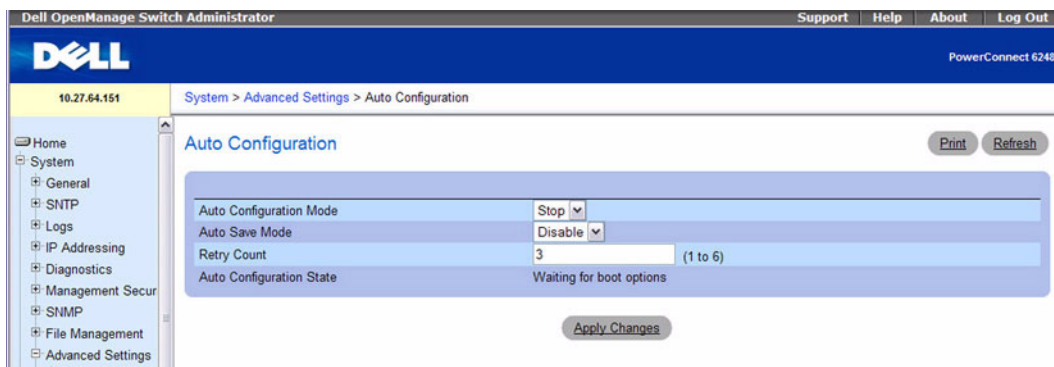 Dell OpenManage Switch Administrator
Support Help About Log Out
DELL
PowerConnect 6248
10.27.64.151
System > Advanced Settings > Auto Configuration
Home
System
General
SNTP
Logs
IP Addressing
Diagnostics
Management Secur
SNMP
File Management
Advanced Settings
Auto Configuration
Print Refresh
Auto Configuration Mode Stop
Auto Save Mode Disable
Retry Count 3 (1 to 6)
Auto Configuration State Waiting for boot options
Apply Changes